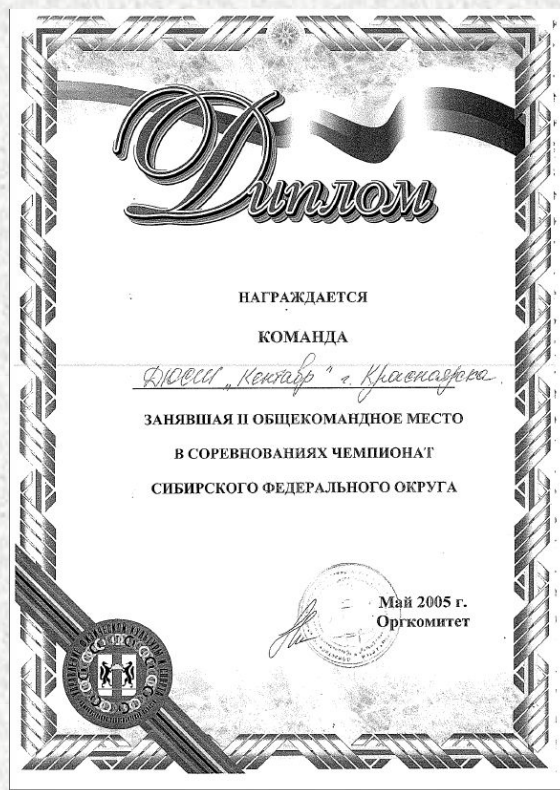 Диплом
НАГРАЖДАЕТСЯ
КОМАНДА
ДЮСШ „Кентавр" г. Красноярска
ЗАНЯВШАЯ II ОБЩЕКОМАНДНОЕ МЕСТО
В СОРЕВНОВАНИЯХ ЧЕМПИОНАТ
СИБИРСКОГО ФЕДЕРАЛЬНОГО ОКРУГА
Май 2005 г.
Оргкомитет